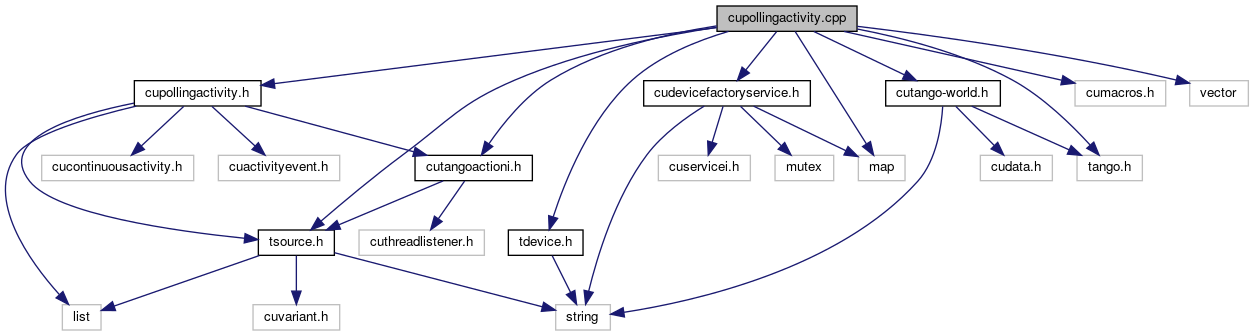 cupollingactivity.cpp
cupollingactivity.h
cudevicefactoryservice.h
cutango-world.h
cumacros.h
vector
cucontinuousactivity.h
cuactivityevent.h
cutangoactioni.h
cuservicei.h
mutex
map
cudata.h
tango.h
tsource.h
cuthreadlistener.h
tdevice.h
list
cuvariant.h
string